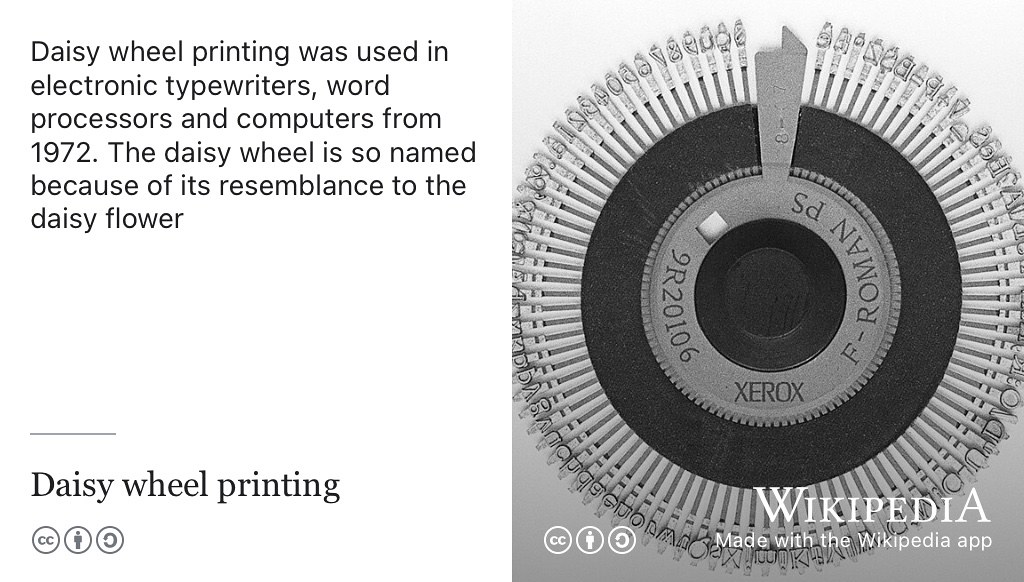 Daisy wheel printing was used in
electronic typewriters, word
processors and computers from
1972. The daisy wheel is so named
because of its resemblance to the
daisy flower
Daisy wheel printing
cc
F-ROMAN PS
9R20106
XEROX
cc
WIKIPEDIA
Made with the Wikipedia app